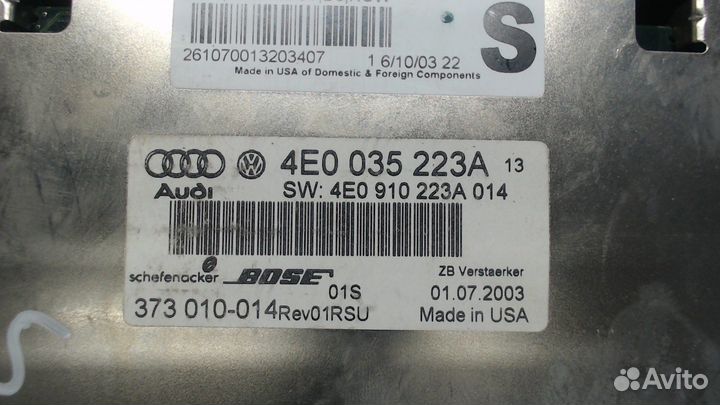 261070013203407 1 6/10/03 22
Made in USA of Domestic & Foreign Components
S
4E0 035 223A 13
Audi SW: 4E0 910 223A 014
schefenacker BOSE ZB Verstaerker
01S 01.07.2003
373 010-014Rev01RSU Made in USA
Avito